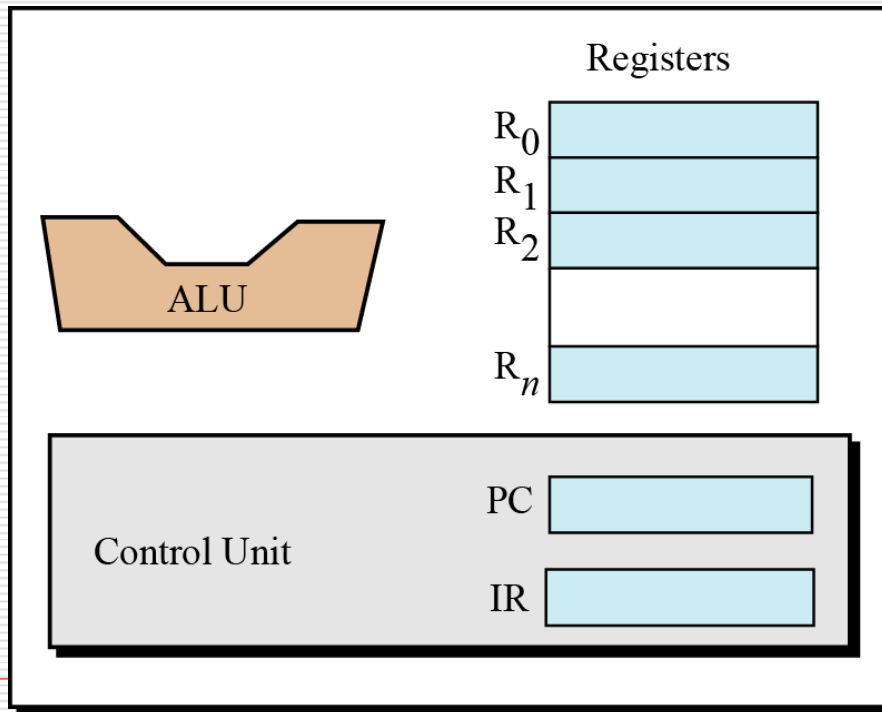 Registers
R0
R1
R2
ALU
Rn
PC
Control Unit
IR